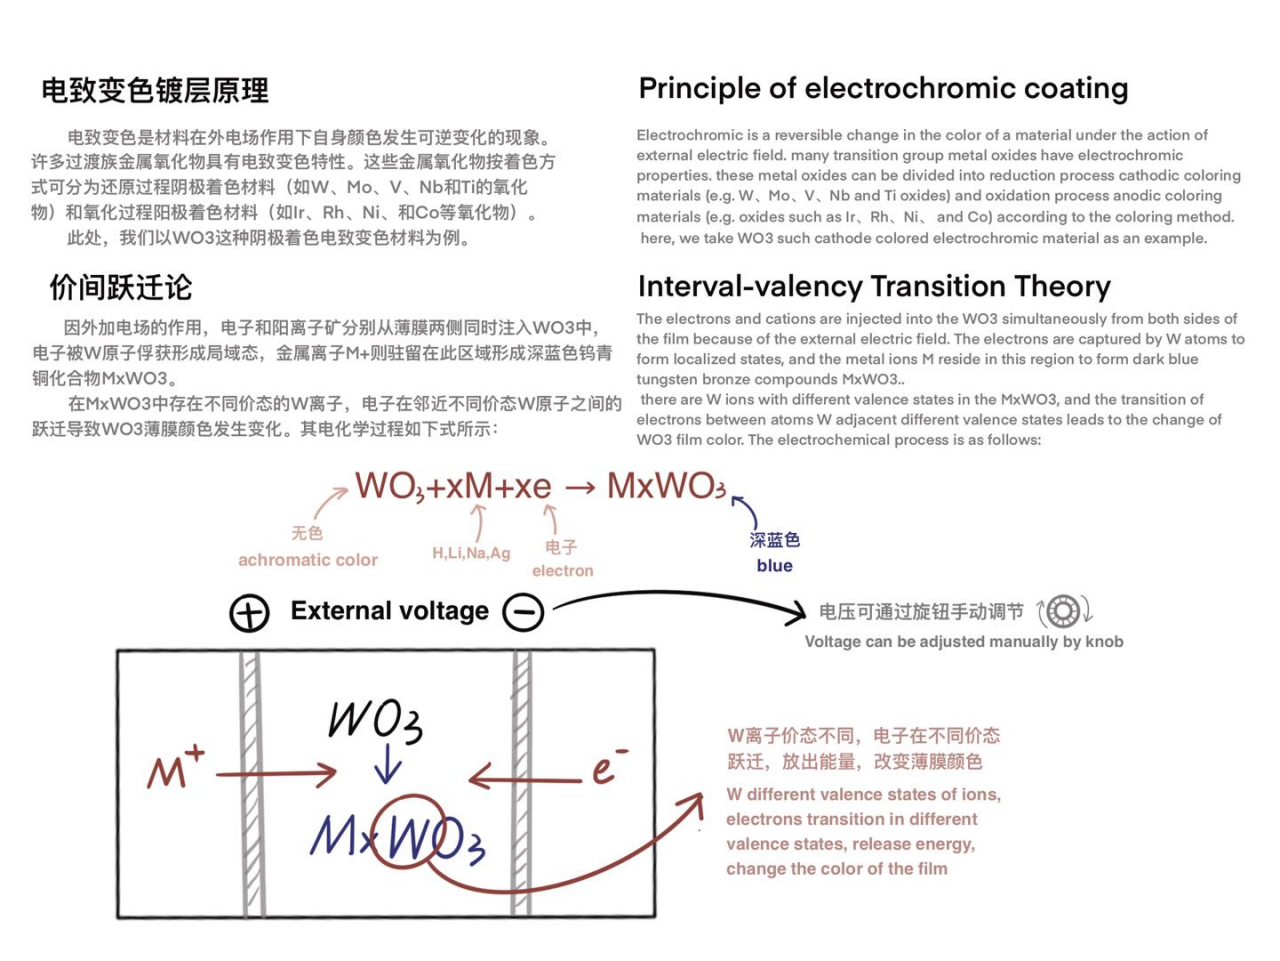 电致变色镀层原理
电致变色是材料在外电场作用下自身颜色发生可逆变化的现象。
许多过渡族金属氧化物具有电致变色特性。这些金属氧化物按着色方
式可分为还原过程阴极着色材料（如W、Mo、V、Nb和Ti的氧化
物）和氧化过程阳极着色材料（如Ir、Rh、Ni、和Co等氧化物）。
此处，我们以WO3这种阴极着色电致变色材料为例。
价间跃迁论
因外加电场的作用，电子和阳离子矿分别从薄膜两侧同时注入WO3中，
电子被W原子俘获形成局域态，金属离子M+则驻留在此区域形成深蓝色钨青
铜化合物MxWO3。
在MxWO3中存在不同价态的W离子，电子在邻近不同价态W原子之间的
跃迁导致WO3薄膜颜色发生变化。其电化学过程如下式所示：
Principle of electrochromic coating
Electrochromic is a reversible change in the color of a material under the action of
external electric field. many transition group metal oxides have electrochromic
properties. these metal oxides can be divided into reduction process cathodic coloring
materials (e.g. W、Mo、V、Nb and Ti oxides) and oxidation process anodic coloring
materials (e.g. oxides such as Ir、Rh、Ni、 and Co) according to the coloring method.
here, we take WO3 such cathode colored electrochromic material as an example.
Interval-valency Transition Theory
The electrons and cations are injected into the WO3 simultaneously from both sides of
the film because of the external electric field. The electrons are captured by W atoms to
form localized states, and the metal ions M reside in this region to form dark blue
tungsten bronze compounds MxWO3..
there are W ions with different valence states in the MxWO3, and the transition of
electrons between atoms W adjacent different valence states leads to the change of
WO3 film color. The electrochemical process is as follows:
WO₃+xM+xe → MxWO₃
无色
achromatic color
H,Li,Na,Ag
电子
electron
深蓝色
blue
+ External voltage −
电压可通过旋钮手动调节
Voltage can be adjusted manually by knob
WO3
M+
e-
MxWO3
W离子价态不同，电子在不同价态
跃迁，放出能量，改变薄膜颜色
W different valence states of ions,
electrons transition in different
valence states, release energy,
change the color of the film